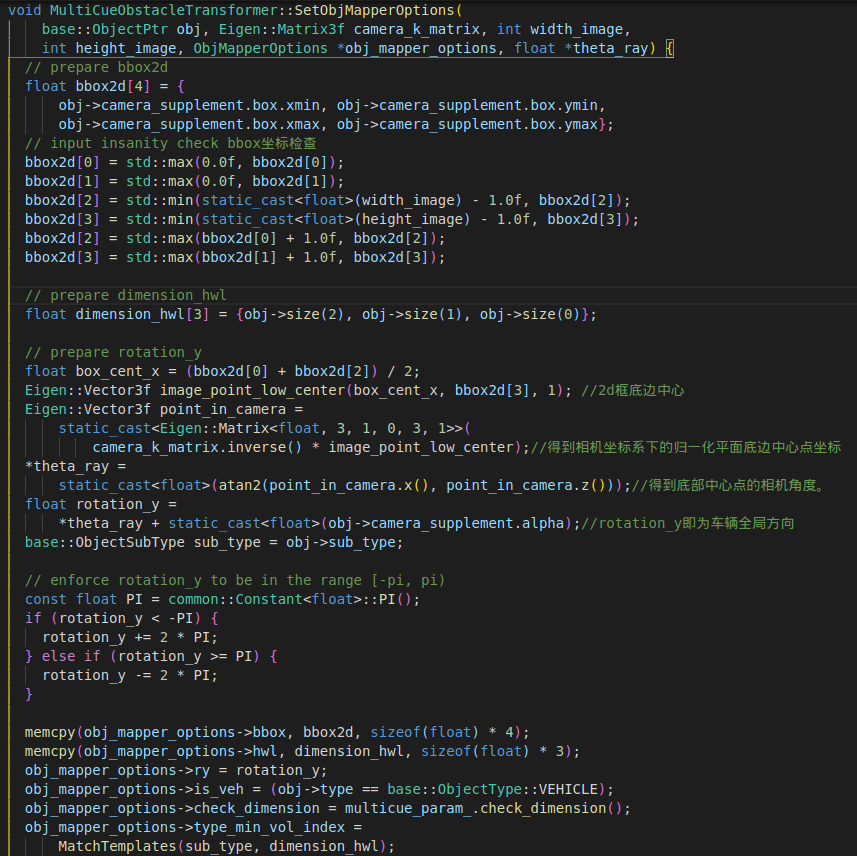 void MultiCueObstacleTransformer::SetObjMapperOptions(
    base::ObjectPtr obj, Eigen::Matrix3f camera_k_matrix, int width_image,
    int height_image, ObjMapperOptions *obj_mapper_options, float *theta_ray) {
  // prepare bbox2d
  float bbox2d[4] = {
      obj->camera_supplement.box.xmin, obj->camera_supplement.box.ymin,
      obj->camera_supplement.box.xmax, obj->camera_supplement.box.ymax};
  // input insanity check bbox坐标检查
  bbox2d[0] = std::max(0.0f, bbox2d[0]);
  bbox2d[1] = std::max(0.0f, bbox2d[1]);
  bbox2d[2] = std::min(static_cast<float>(width_image) - 1.0f, bbox2d[2]);
  bbox2d[3] = std::min(static_cast<float>(height_image) - 1.0f, bbox2d[3]);
  bbox2d[2] = std::max(bbox2d[0] + 1.0f, bbox2d[2]);
  bbox2d[3] = std::max(bbox2d[1] + 1.0f, bbox2d[3]);

  // prepare dimension_hwl
  float dimension_hwl[3] = {obj->size(2), obj->size(1), obj->size(0)};

  // prepare rotation_y
  float box_cent_x = (bbox2d[0] + bbox2d[2]) / 2;
  Eigen::Vector3f image_point_low_center(box_cent_x, bbox2d[3], 1); //2d框底边中心
  Eigen::Vector3f point_in_camera =
      static_cast<Eigen::Matrix<float, 3, 1, 0, 3, 1>>(
          camera_k_matrix.inverse() * image_point_low_center);//得到相机坐标系下的归一化平面底边中心点坐标
  *theta_ray =
      static_cast<float>(atan2(point_in_camera.x(), point_in_camera.z()));//得到底部中心点的相机角度。
  float rotation_y =
      *theta_ray + static_cast<float>(obj->camera_supplement.alpha);//rotation_y即为车辆全局方向
  base::ObjectSubType sub_type = obj->sub_type;

  // enforce rotation_y to be in the range [-pi, pi)
  const float PI = common::Constant<float>::PI();
  if (rotation_y < -PI) {
    rotation_y += 2 * PI;
  } else if (rotation_y >= PI) {
    rotation_y -= 2 * PI;
  }

  memcpy(obj_mapper_options->bbox, bbox2d, sizeof(float) * 4);
  memcpy(obj_mapper_options->hwl, dimension_hwl, sizeof(float) * 3);
  obj_mapper_options->ry = rotation_y;
  obj_mapper_options->is_veh = (obj->type == base::ObjectType::VEHICLE);
  obj_mapper_options->check_dimension = multicue_param_.check_dimension();
  obj_mapper_options->type_min_vol_index =
      MatchTemplates(sub_type, dimension_hwl);